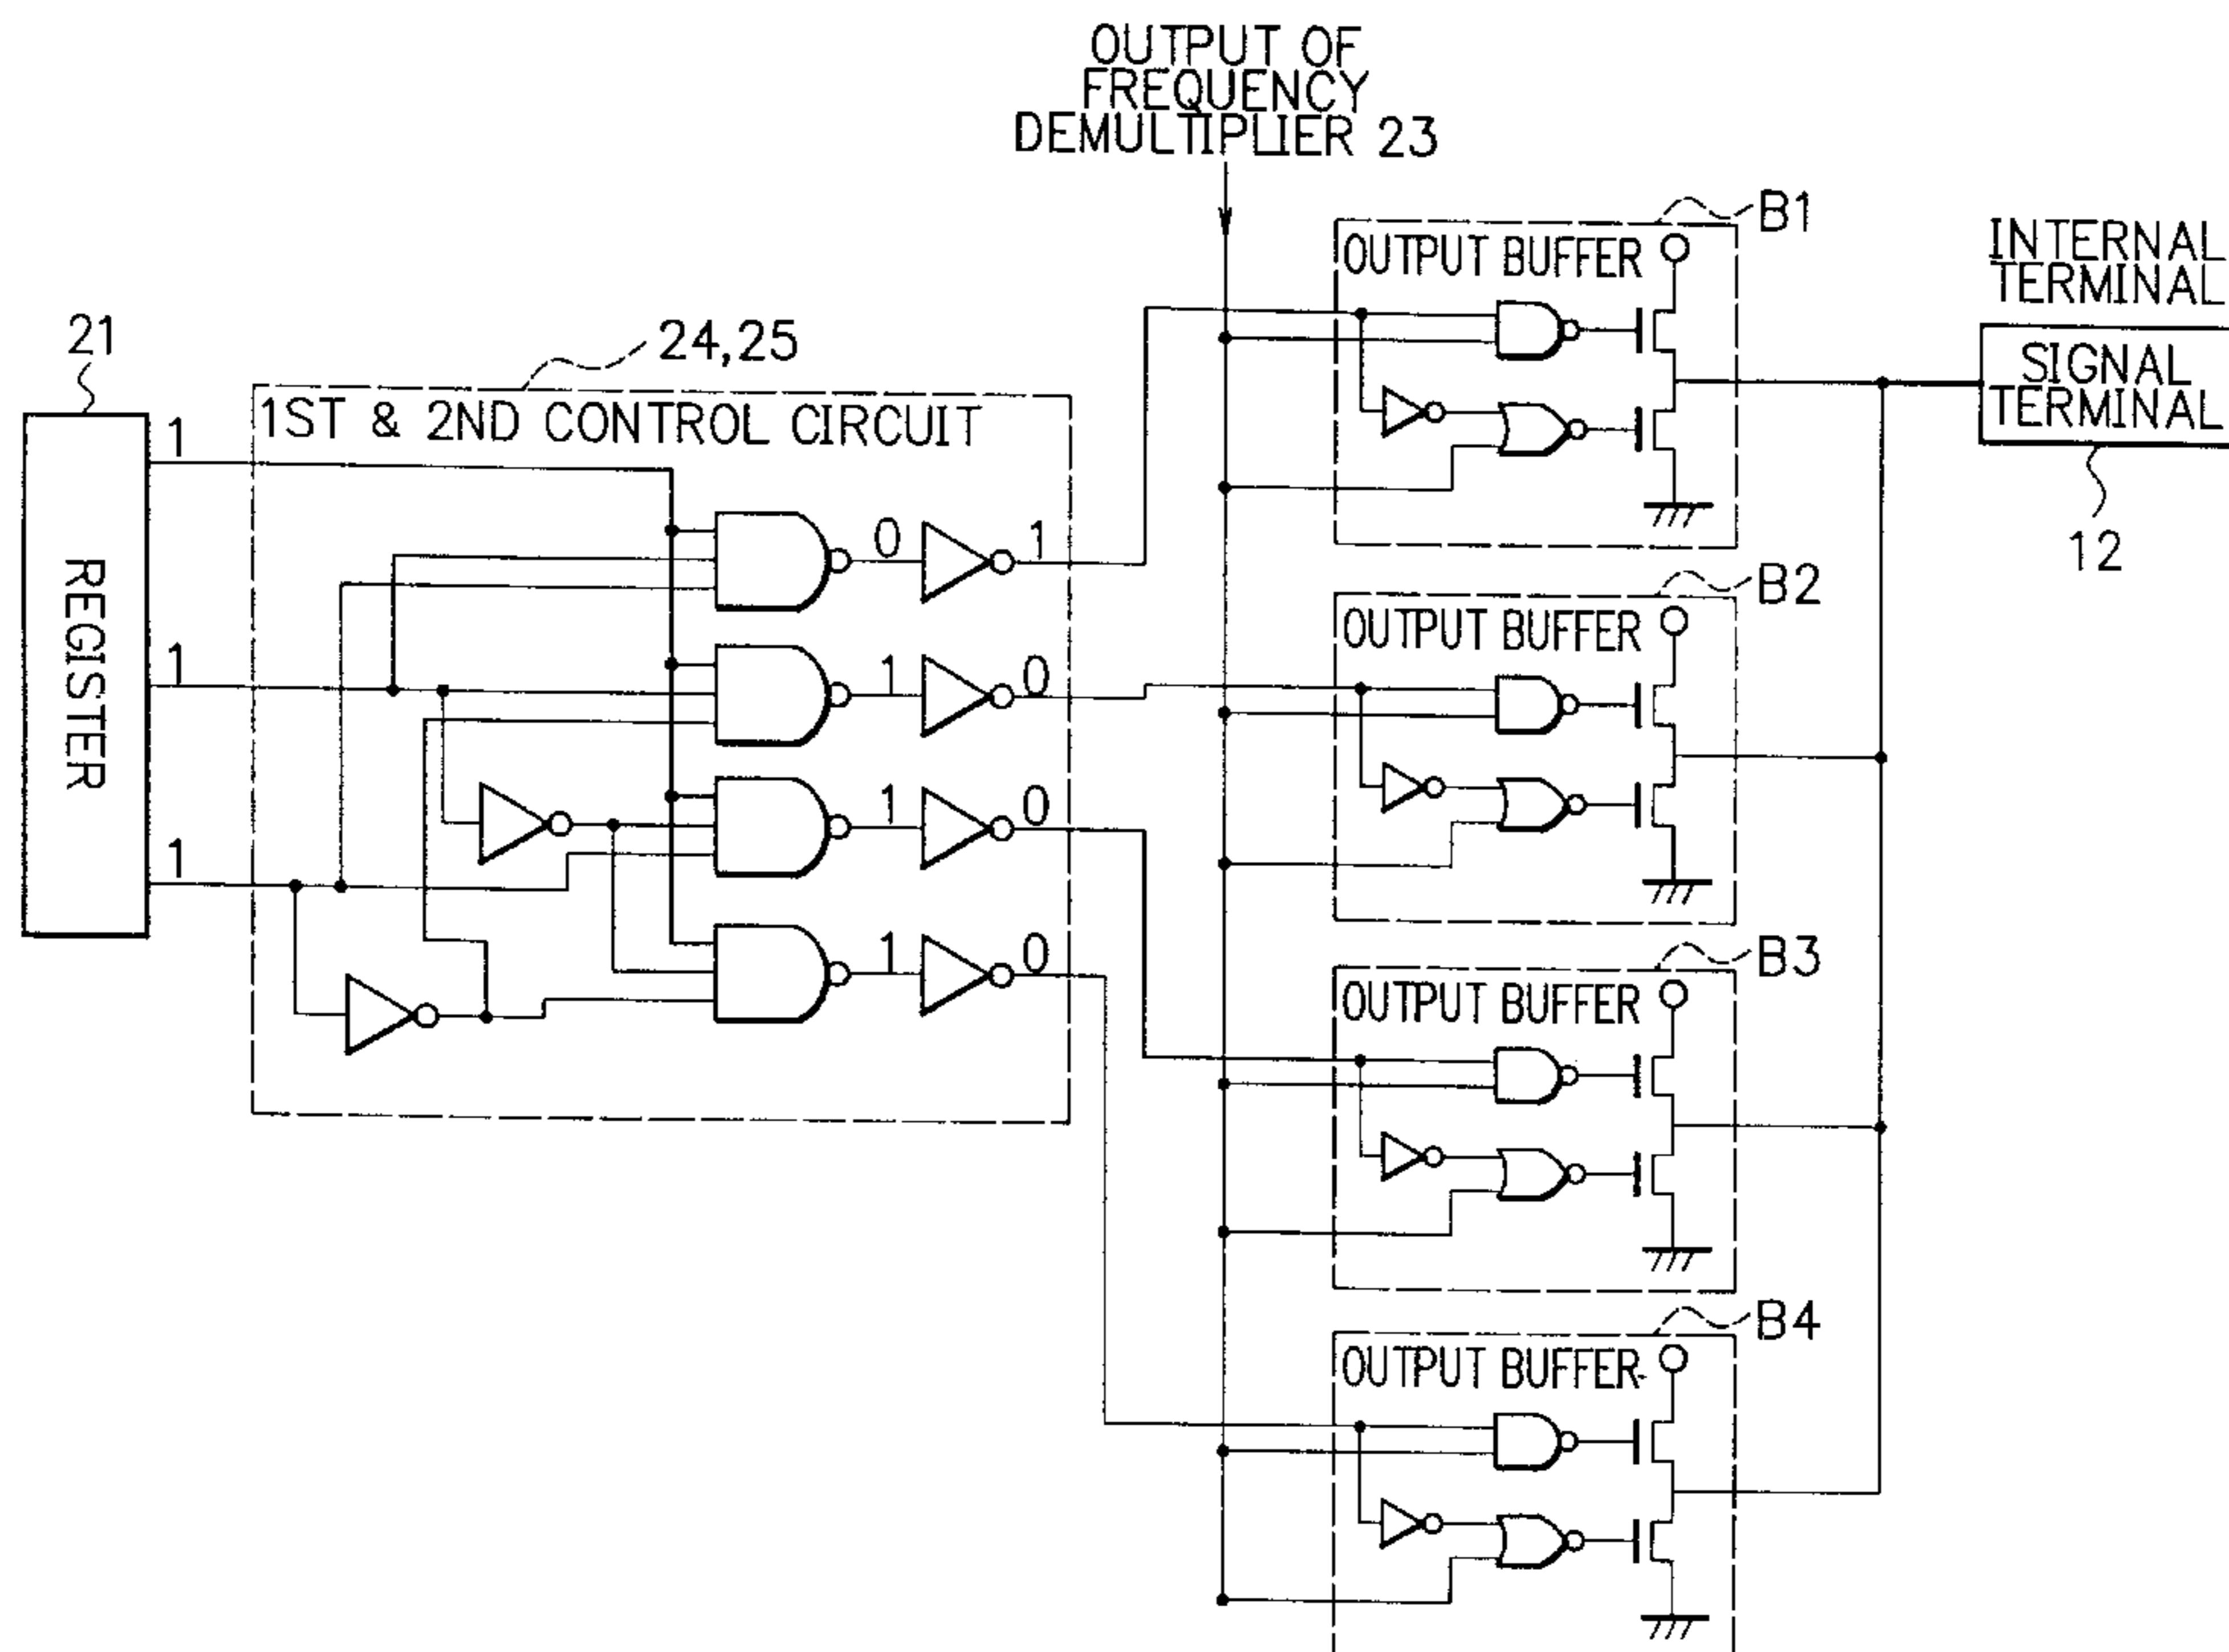 OUTPUT OF
FREQUENCY
DEMULTIPLIER 23
B1
OUTPUT BUFFER
INTERNAL
TERMINAL
SIGNAL
TERMINAL
12
21
24,25
1ST & 2ND CONTROL CIRCUIT
REGISTER
1
1
1
0
1
1
0
1
0
1
0
B2
OUTPUT BUFFER
B3
OUTPUT BUFFER
B4
OUTPUT BUFFER